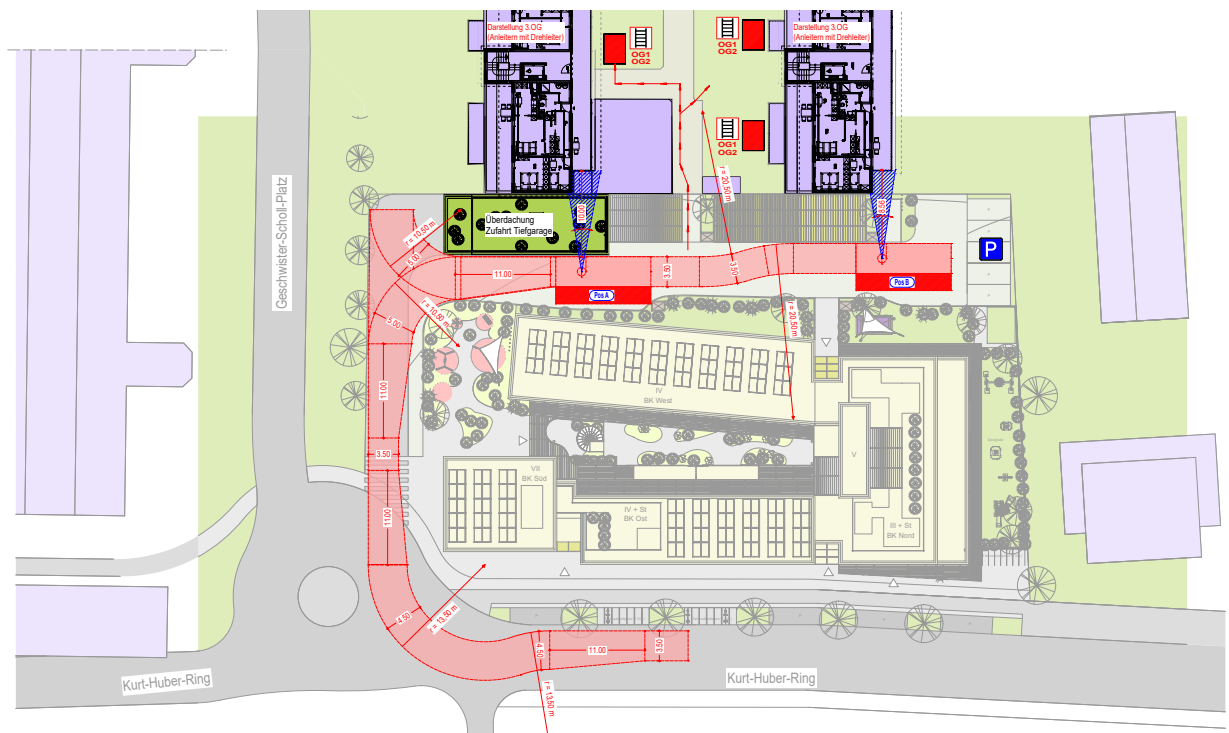 Darstellung 3.OG
(Anleitern mit Drehleiter)
OG1
OG2
OG1
OG2
Darstellung 3.OG
(Anleitern mit Drehleiter)
OG1
OG2
r = 20,50 m
Geschwister-Scholl-Platz
Überdachung
Zufahrt Tiefgarage
10.00
8.56
r = 10,50 m
5.00
11.00
3.50
3.50
P
Pos A
Pos B
r = 10,50 m
5.00
r = 20,50 m
11.00
IV
BK West
3.50
VII
BK Süd
V
11.00
IV + St
BK Ost
III + St
BK Nord
4.50
r = 13,50 m
4.50
11.00
3.50
Kurt-Huber-Ring
Kurt-Huber-Ring
r = 13,50 m